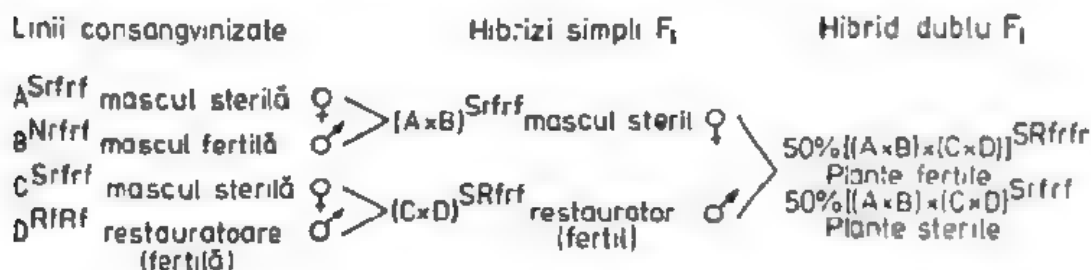 Linii consangvinizate Hibrizi simpli F₁ Hibrid dublu F₁
A^Srfrf mascul sterilă ♀
B^Nrfrf mascul fertilă ♂
(A×B)^Srfrf mascul steril ♀
C^Srfrf mascul sterilă ♀
D^RfRf restauratoare ♂
(fertilă)
(C×D)^SRfrf restaurator ♂
(fertil)
50%[(A×B)×(C×D)]^SRfrfr
Plante fertile
50%[(A×B)×(C×D)^Srfrf
Plante sterile